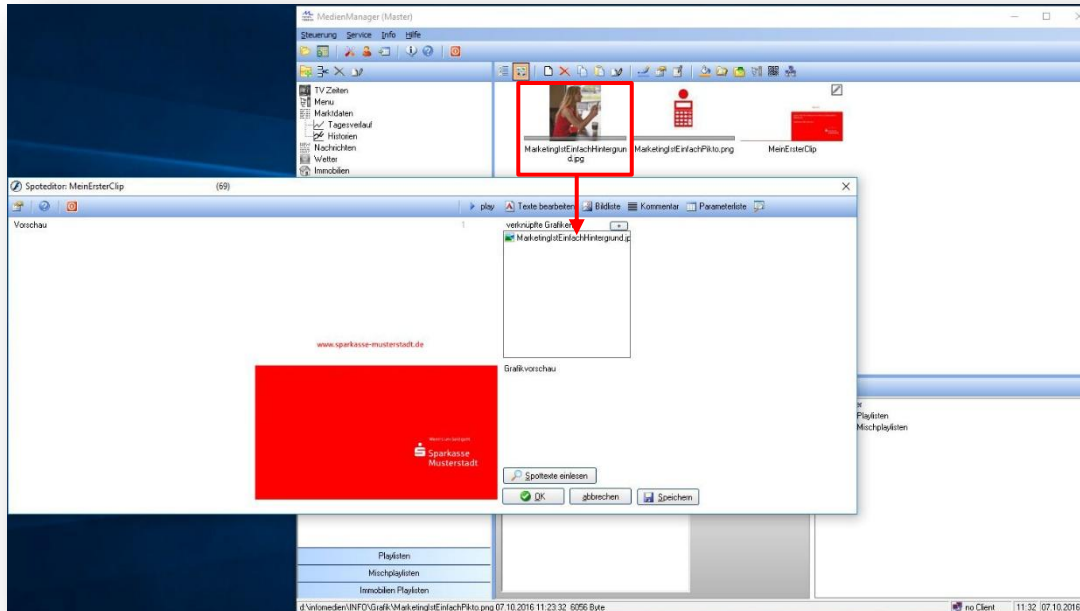 MedienManager (Master)
Steuerung Service Info Hilfe
TV Zeiten
Menu
Marktdaten
Tagesverlauf
Historien
Nachrichten
Wetter
Immobilien
MarketingIstEinfachHintergrun
d.jpg
MarketingIstEinfachPikto.png
MeinErsterClip
Spoteditor: MeinErsterClip (69)
play Texte bearbeiten Bildliste Kommentar Parameterliste
Vorschau 1
verknüpfte Grafiken
MarketingIstEinfachHintergrund.jp
www.sparkasse-musterstadt.de
Sparkasse
Musterstadt
Grafikvorschau
Spottexte einlesen
OK abbrechen Speichern
Playlisten
Mischplaylisten
Playlisten
Mischplaylisten
Immobilien Playlisten
d:\infomedien\INFO\Grafik\MarketingIstEinfachPikto.png 07.10.2016 11:23:32 6056 Byte
no Client 11:32 07.10.2016